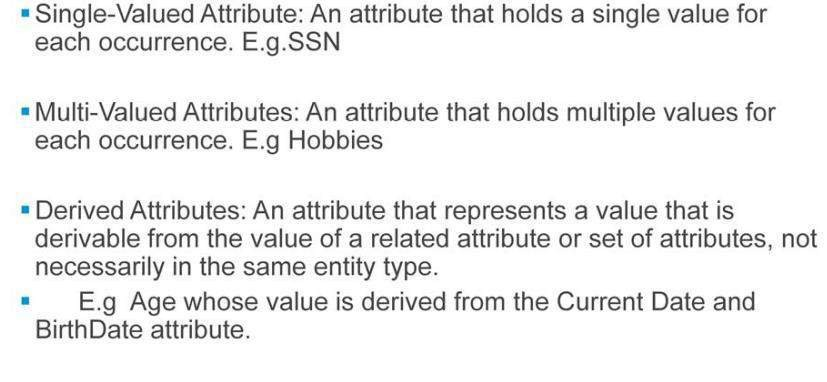 ▪ Single-Valued Attribute: An attribute that holds a single value for
each occurrence. E.g.SSN
▪ Multi-Valued Attributes: An attribute that holds multiple values for
each occurrence. E.g Hobbies
▪ Derived Attributes: An attribute that represents a value that is
derivable from the value of a related attribute or set of attributes, not
necessarily in the same entity type.
▪ E.g Age whose value is derived from the Current Date and
BirthDate attribute.